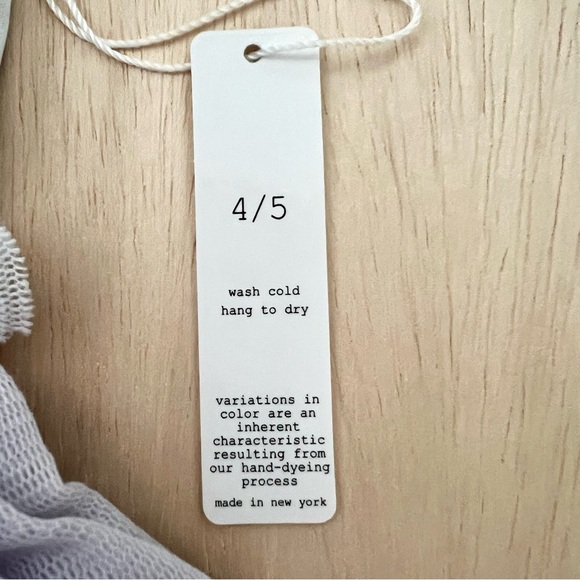 4/5
wash cold
hang to dry
variations in
color are an
inherent
characteristic
resulting from
our hand-dyeing
process
made in new york